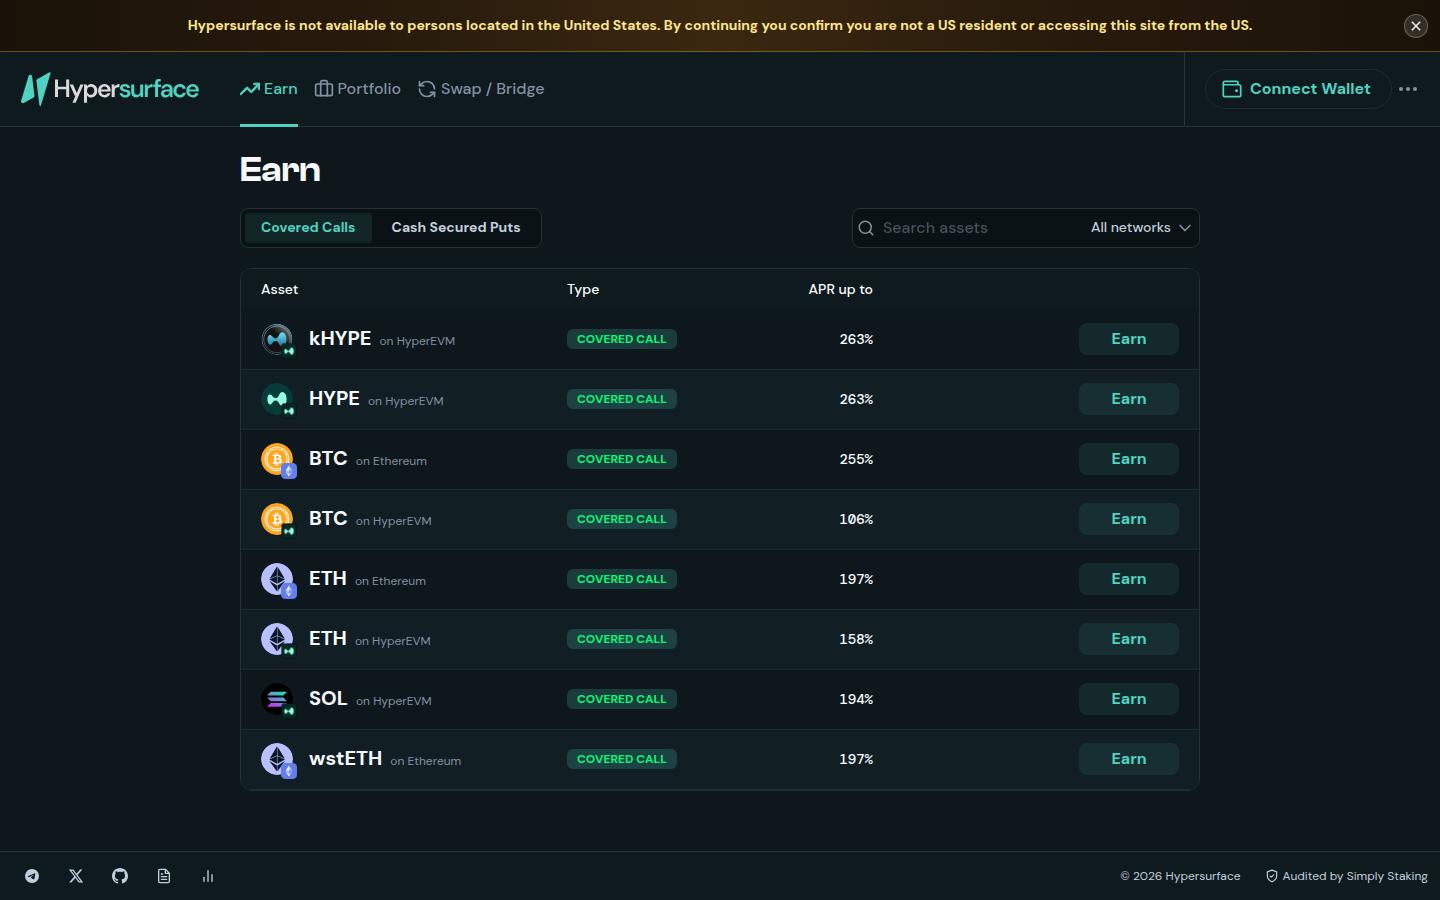 Hypersurface is not available to persons located in the United States. By continuing you confirm you are not a US resident or accessing this site from the US.
Hypersurface
Earn
Portfolio
Swap / Bridge
Connect Wallet
Earn
Covered Calls
Cash Secured Puts
Search assets
All networks
Asset Type APR up to
kHYPE on HyperEVM COVERED CALL 263% Earn
HYPE on HyperEVM COVERED CALL 263% Earn
BTC on Ethereum COVERED CALL 255% Earn
BTC on HyperEVM COVERED CALL 106% Earn
ETH on Ethereum COVERED CALL 197% Earn
ETH on HyperEVM COVERED CALL 158% Earn
SOL on HyperEVM COVERED CALL 194% Earn
wstETH on Ethereum COVERED CALL 197% Earn
© 2026 Hypersurface
Audited by Simply Staking